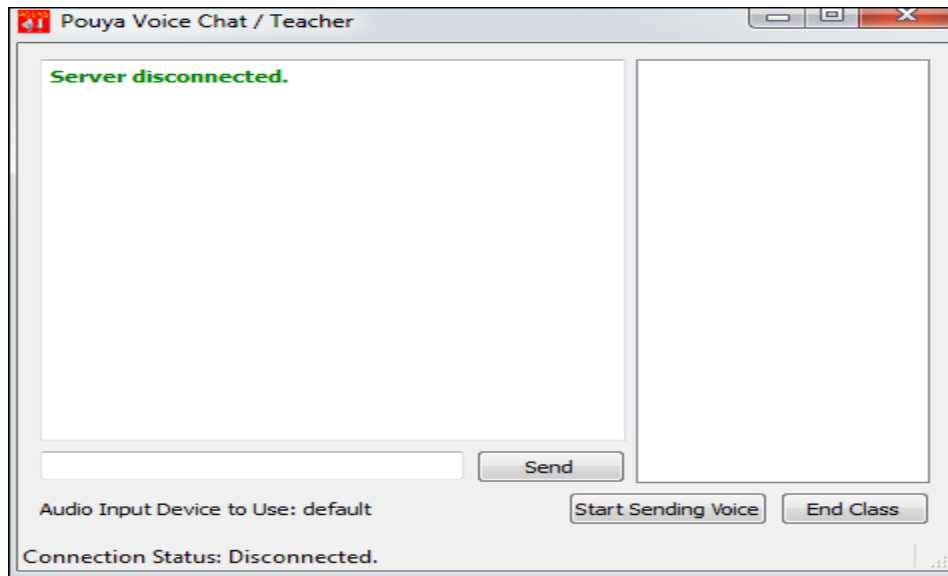 Pouya Voice Chat / Teacher
Server disconnected.
Send
Audio Input Device to Use: default
Start Sending Voice
End Class
Connection Status: Disconnected.